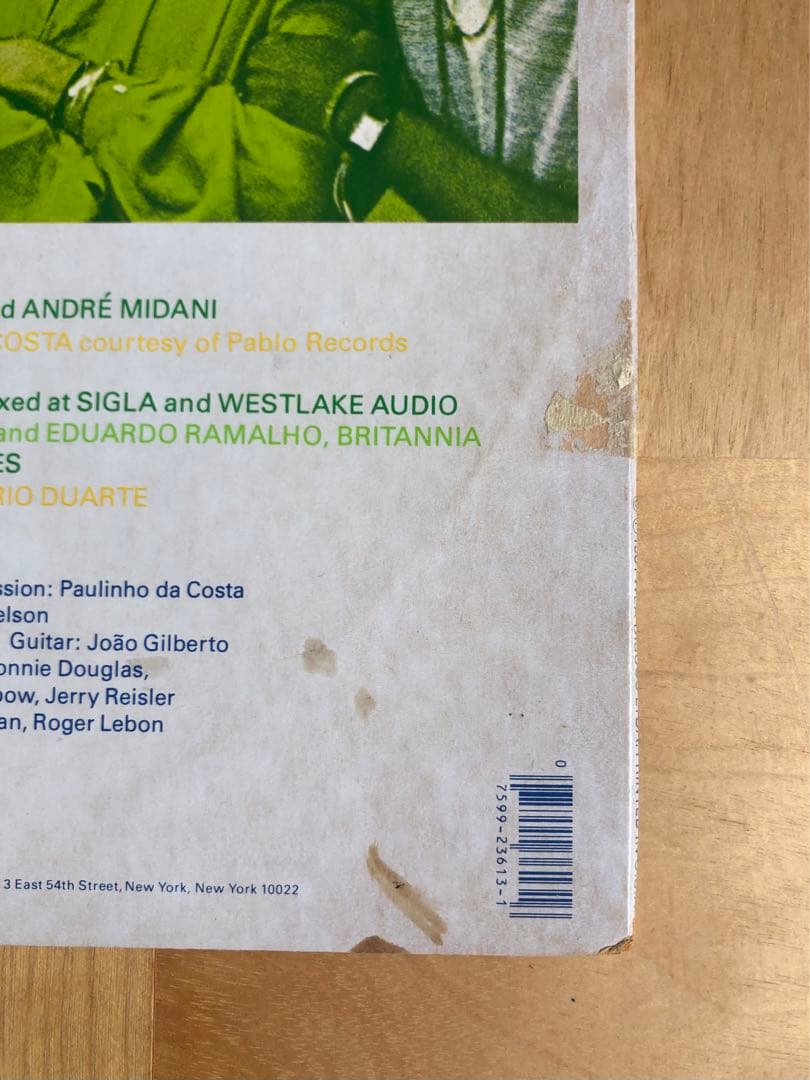 d ANDRÉ MIDANI
COSTA courtesy of Pablo Records
xed at SIGLA and WESTLAKE AUDIO
and EDUARDO RAMALHO, BRITANNIA
ES
RIO DUARTE
ssion: Paulinho da Costa
elson
Guitar: João Gilberto
onnie Douglas,
bow, Jerry Reisler
an, Roger Lebon
3 East 54th Street, New York, New York 10022
0
7599-23613-1